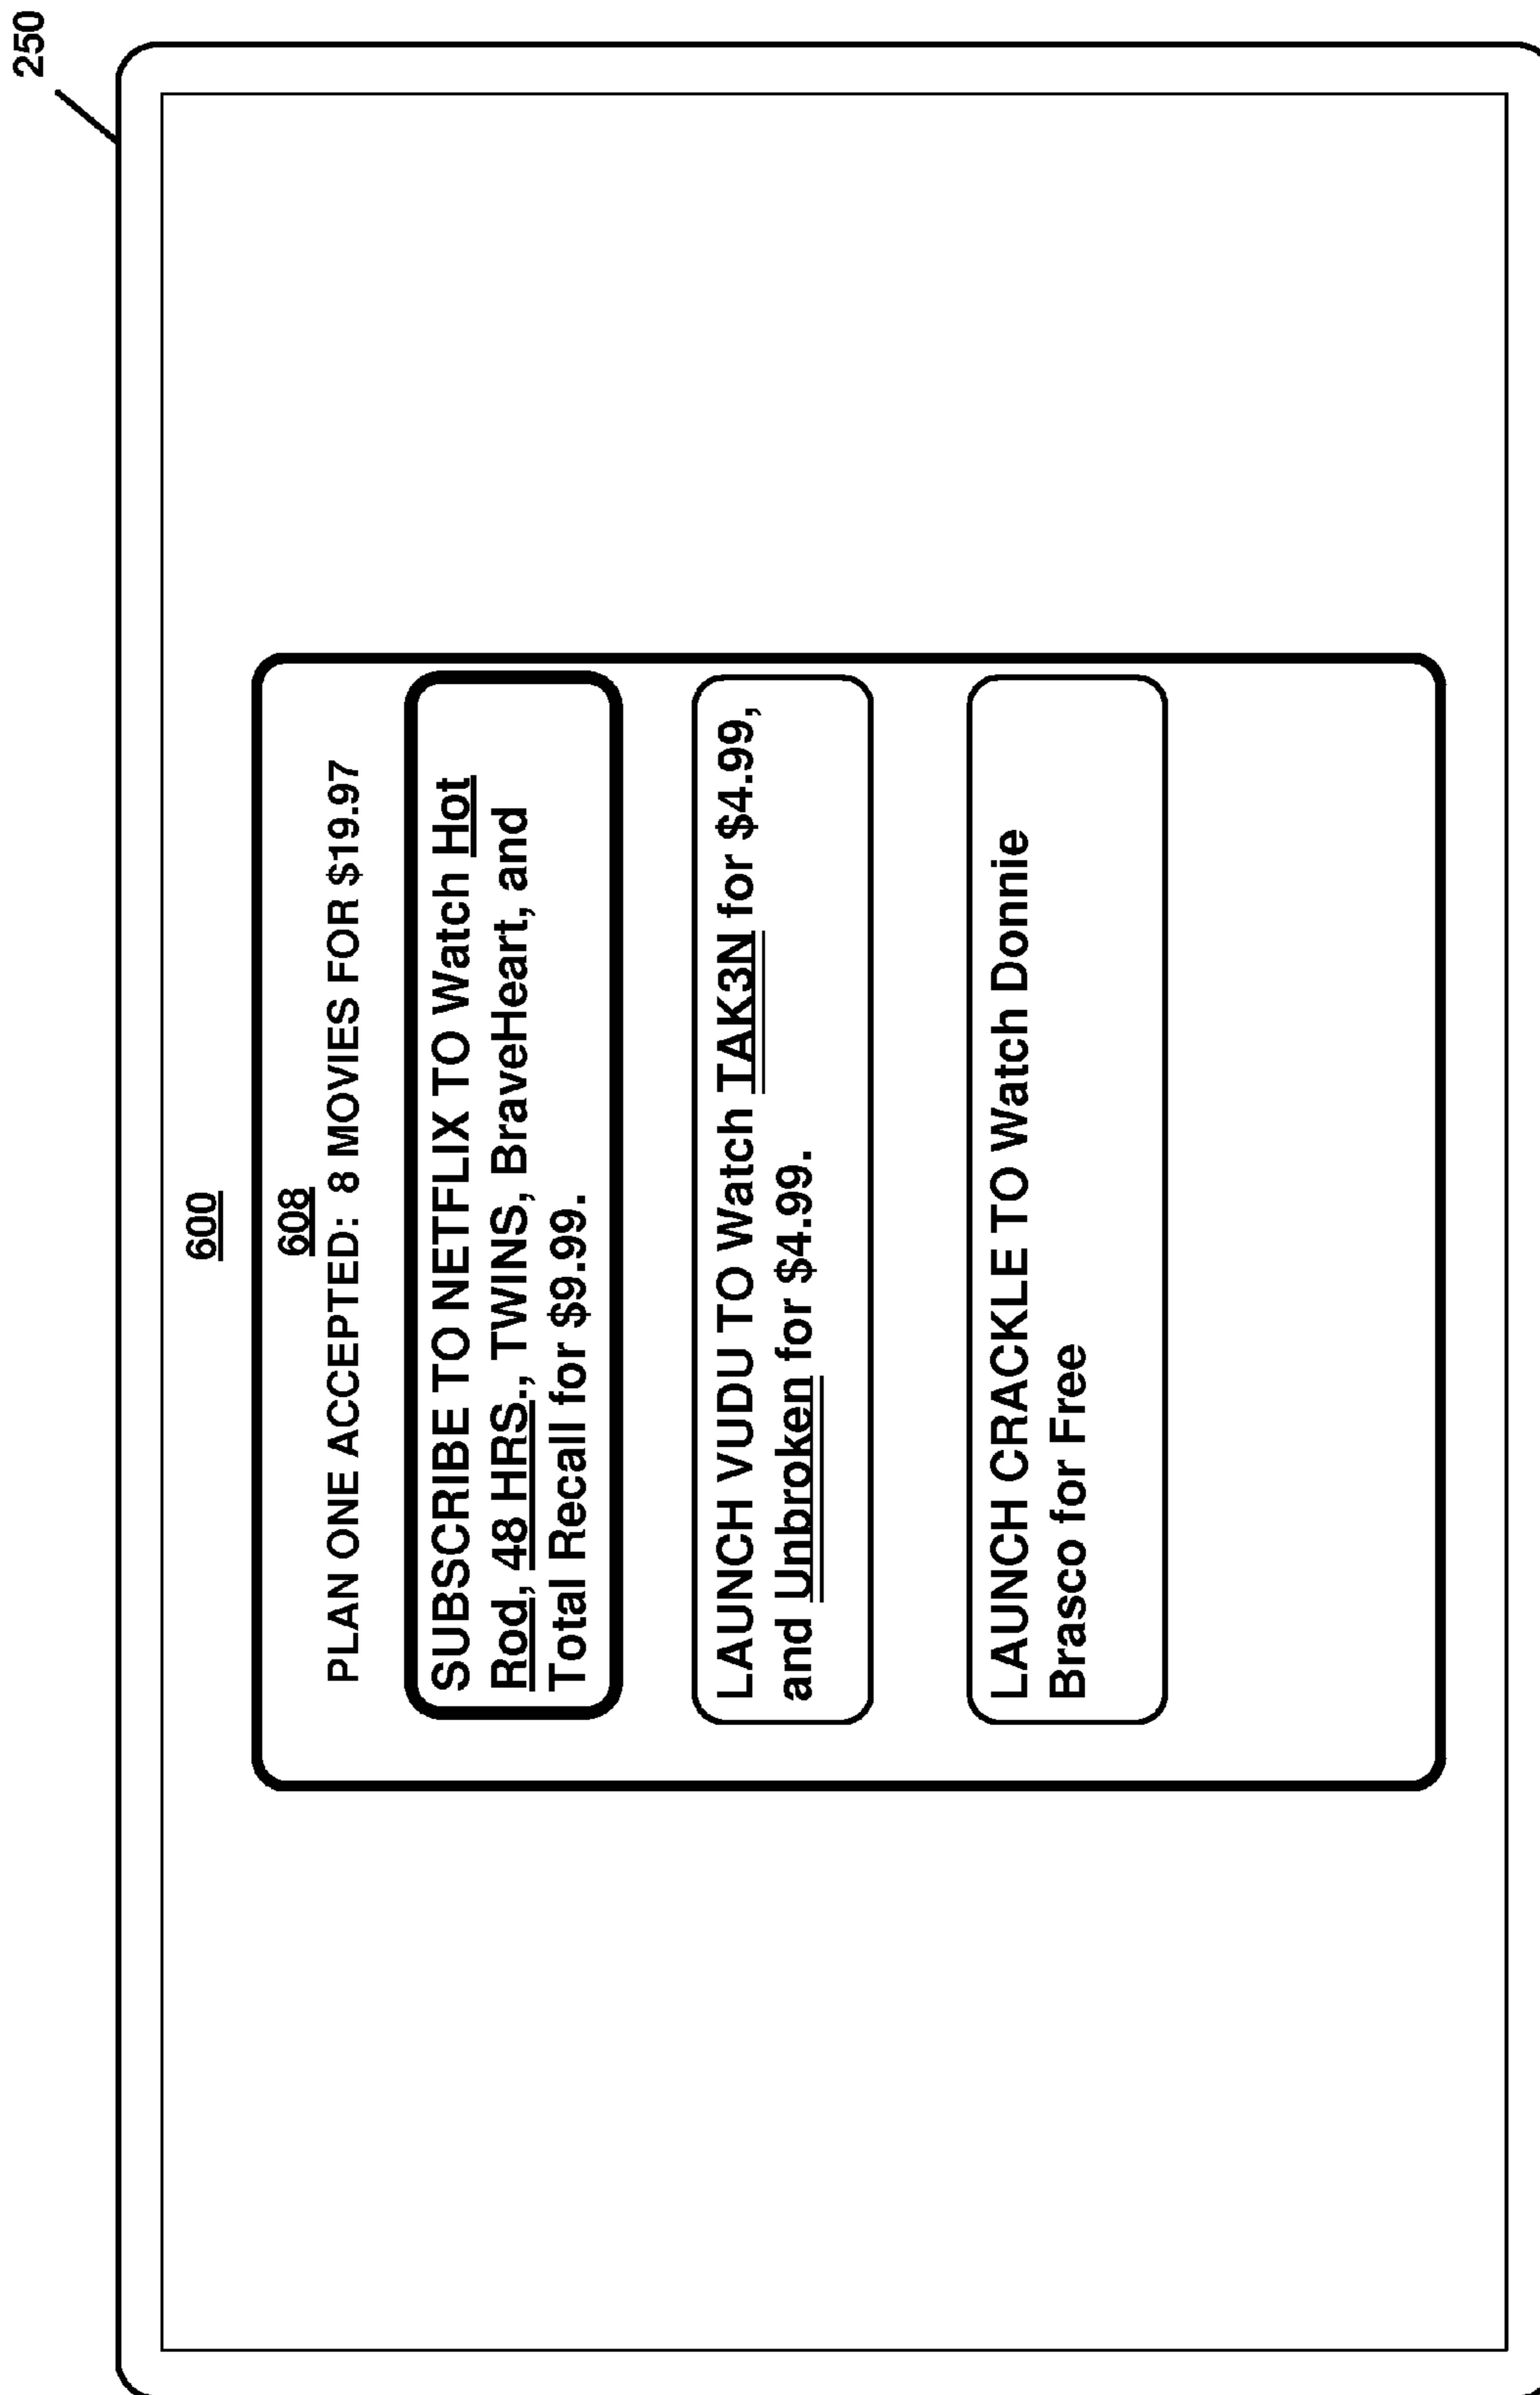 250
600
608
PLAN ONE ACCEPTED: 8 MOVIES FOR $19.97
SUBSCRIBE TO NETFLIX TO Watch Hot
Rod, 48 HRS., TWINS, BraveHeart, and
Total Recall for $9.99.
LAUNCH VUDU TO Watch TAK3N for $4.99,
and Unbroken for $4.99.
LAUNCH CRACKLE TO Watch Donnie
Brasco for Free